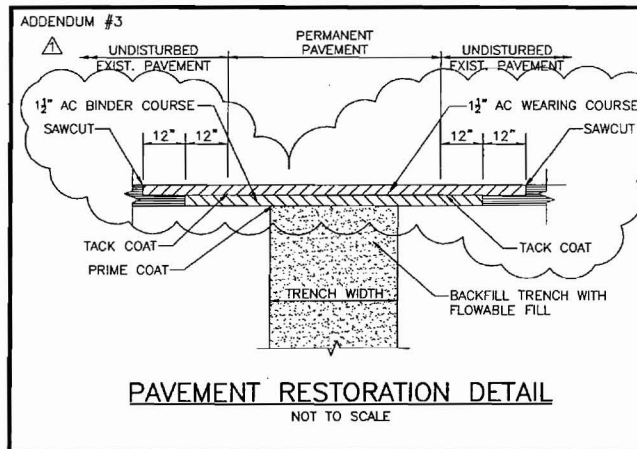 ADDENDUM #3
1
UNDISTURBED
EXIST. PAVEMENT
PERMANENT
PAVEMENT
UNDISTURBED
EXIST. PAVEMENT
1½" AC BINDER COURSE
1½" AC WEARING COURSE
SAWCUT
12" 12"
12" 12"
SAWCUT
TACK COAT
TACK COAT
PRIME COAT
TRENCH WIDTH
BACKFILL TRENCH WITH
FLOWABLE FILL
PAVEMENT RESTORATION DETAIL
NOT TO SCALE